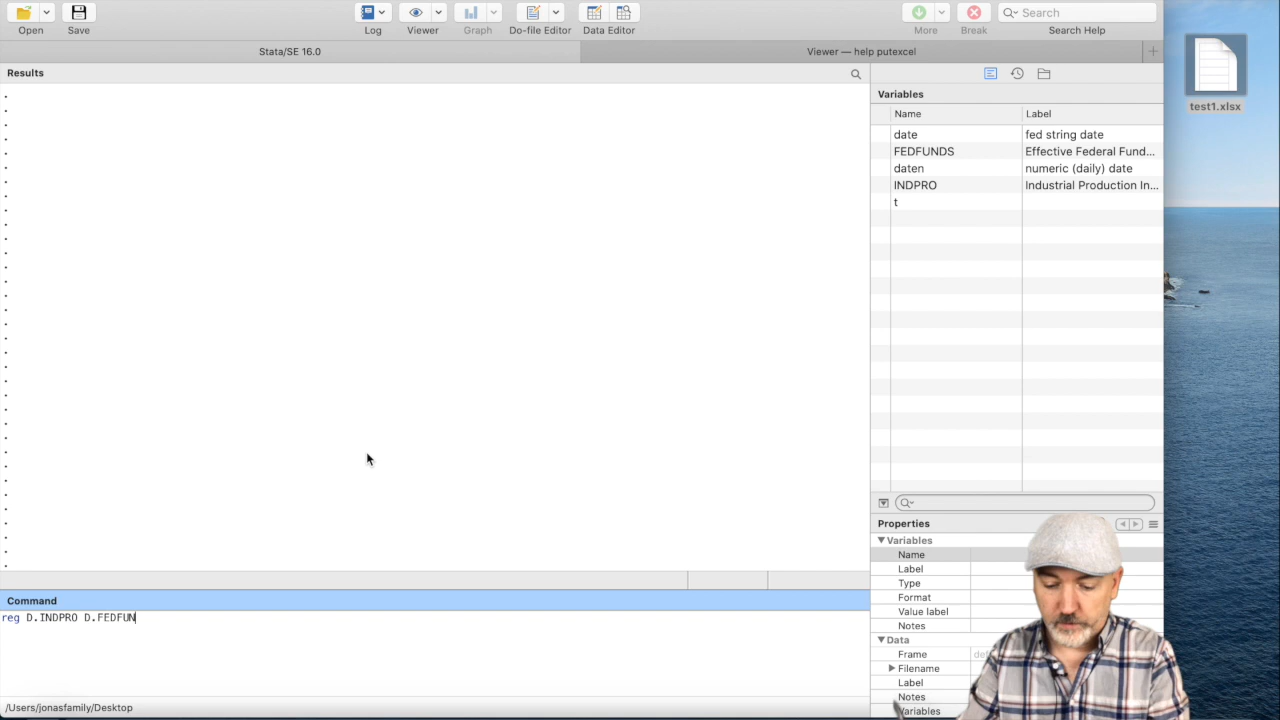 Open
Save
Log
Viewer
Graph
Do-file Editor
Data Editor
More
Break
Search
Search Help
Stata/SE 16.0
Viewer — help putexcel
+
Results
Variables
Name
Label
date
fed string date
FEDFUNDS
Effective Federal Fund...
daten
numeric (daily) date
INDPRO
Industrial Production In...
t
Properties
Variables
Name
Label
Type
Format
Value label
Notes
Data
Frame
Filename
Label
Notes
Variables
Command
reg D.INDPRO D.FEDFUN
/Users/jonasfamily/Desktop
test1.xlsx